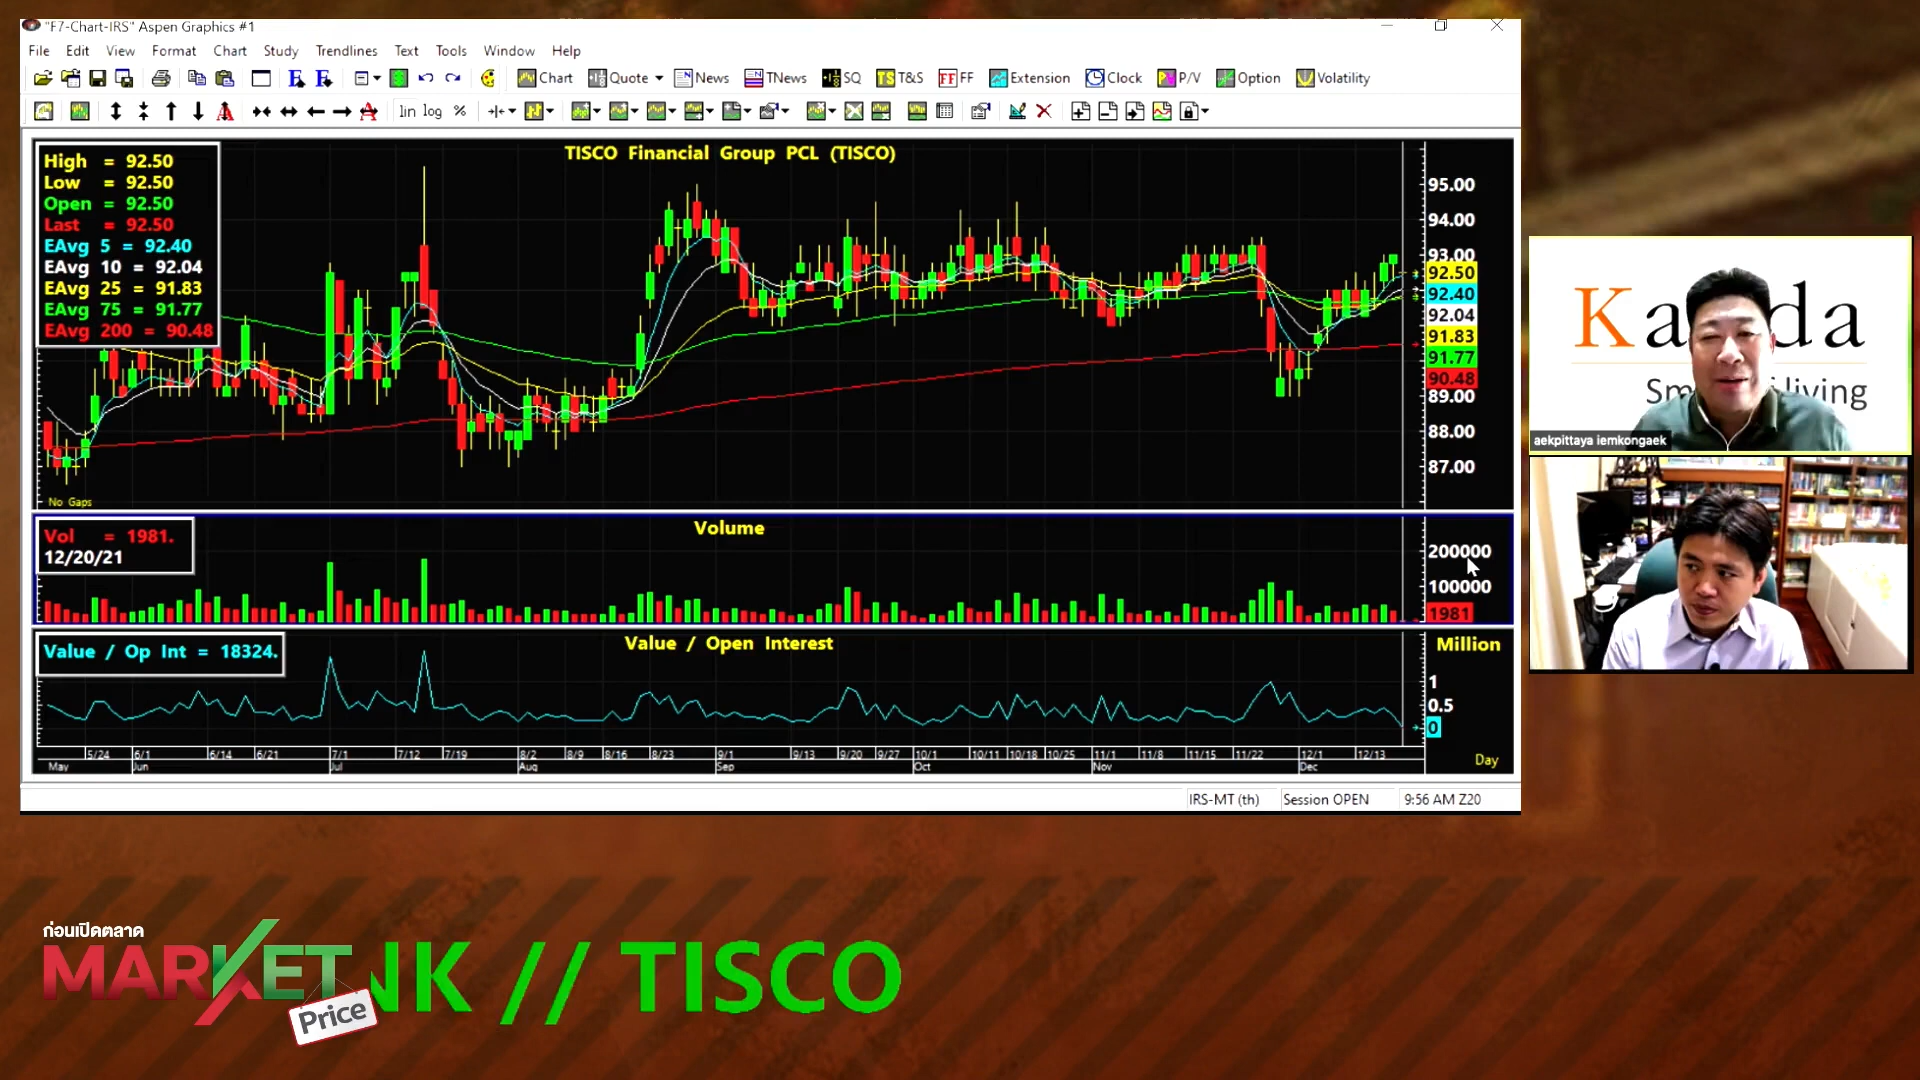 "F7-Chart-IRS" Aspen Graphics #1
File Edit View Format Chart Study Trendlines Text Tools Window Help
Chart Quote News TNews SQ TS T&S FF FF Extension Clock P/V Option Volatility
lin log %
TISCO Financial Group PCL (TISCO)
High = 92.50
Low = 92.50
Open = 92.50
Last = 92.50
EAvg 5 = 92.40
EAvg 10 = 92.04
EAvg 25 = 91.83
EAvg 75 = 91.77
EAvg 200 = 90.48
No Gaps
95.00
94.00
93.00
92.50
92.40
92.04
91.83
91.77
90.48
89.00
88.00
87.00
Volume
Vol = 1981.
12/20/21
200000
100000
1981
Value / Open Interest
Value / Op Int = 18324.
Million
1
0.5
0
5/24 6/1 6/14 6/21 7/1 7/12 7/19 8/2 8/9 8/16 8/23 9/1 9/13 9/20 9/27 10/1 10/11 10/18 10/25 11/1 11/8 11/15 11/22 12/1 12/13
May Jun Jul Aug Sep Oct Nov Dec
Day
IRS-MT (th) Session OPEN 9:56 AM Z20
aekpittaya iemkongaek
ก่อนเปิดตลาด
MARKET
Price
NK // TISCO